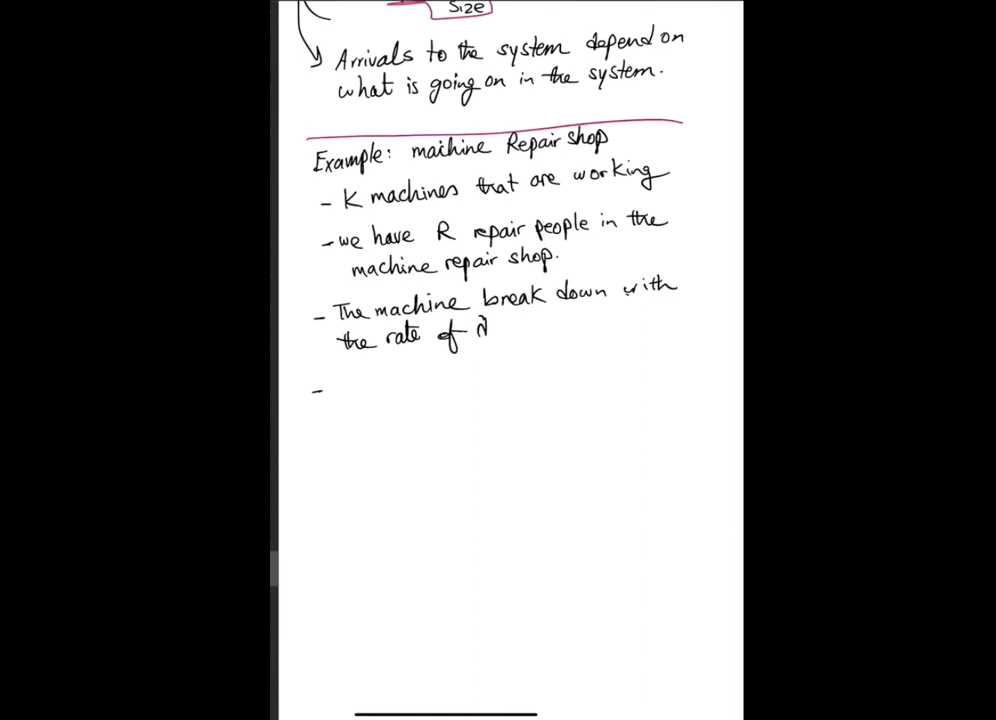 Size
Arrivals to the system depend on
what is going on in the system.
Example: machine Repair shop
- K machines that are working
- we have R repair people in the
machine repair shop.
- The machine break down with
the rate of λ
-